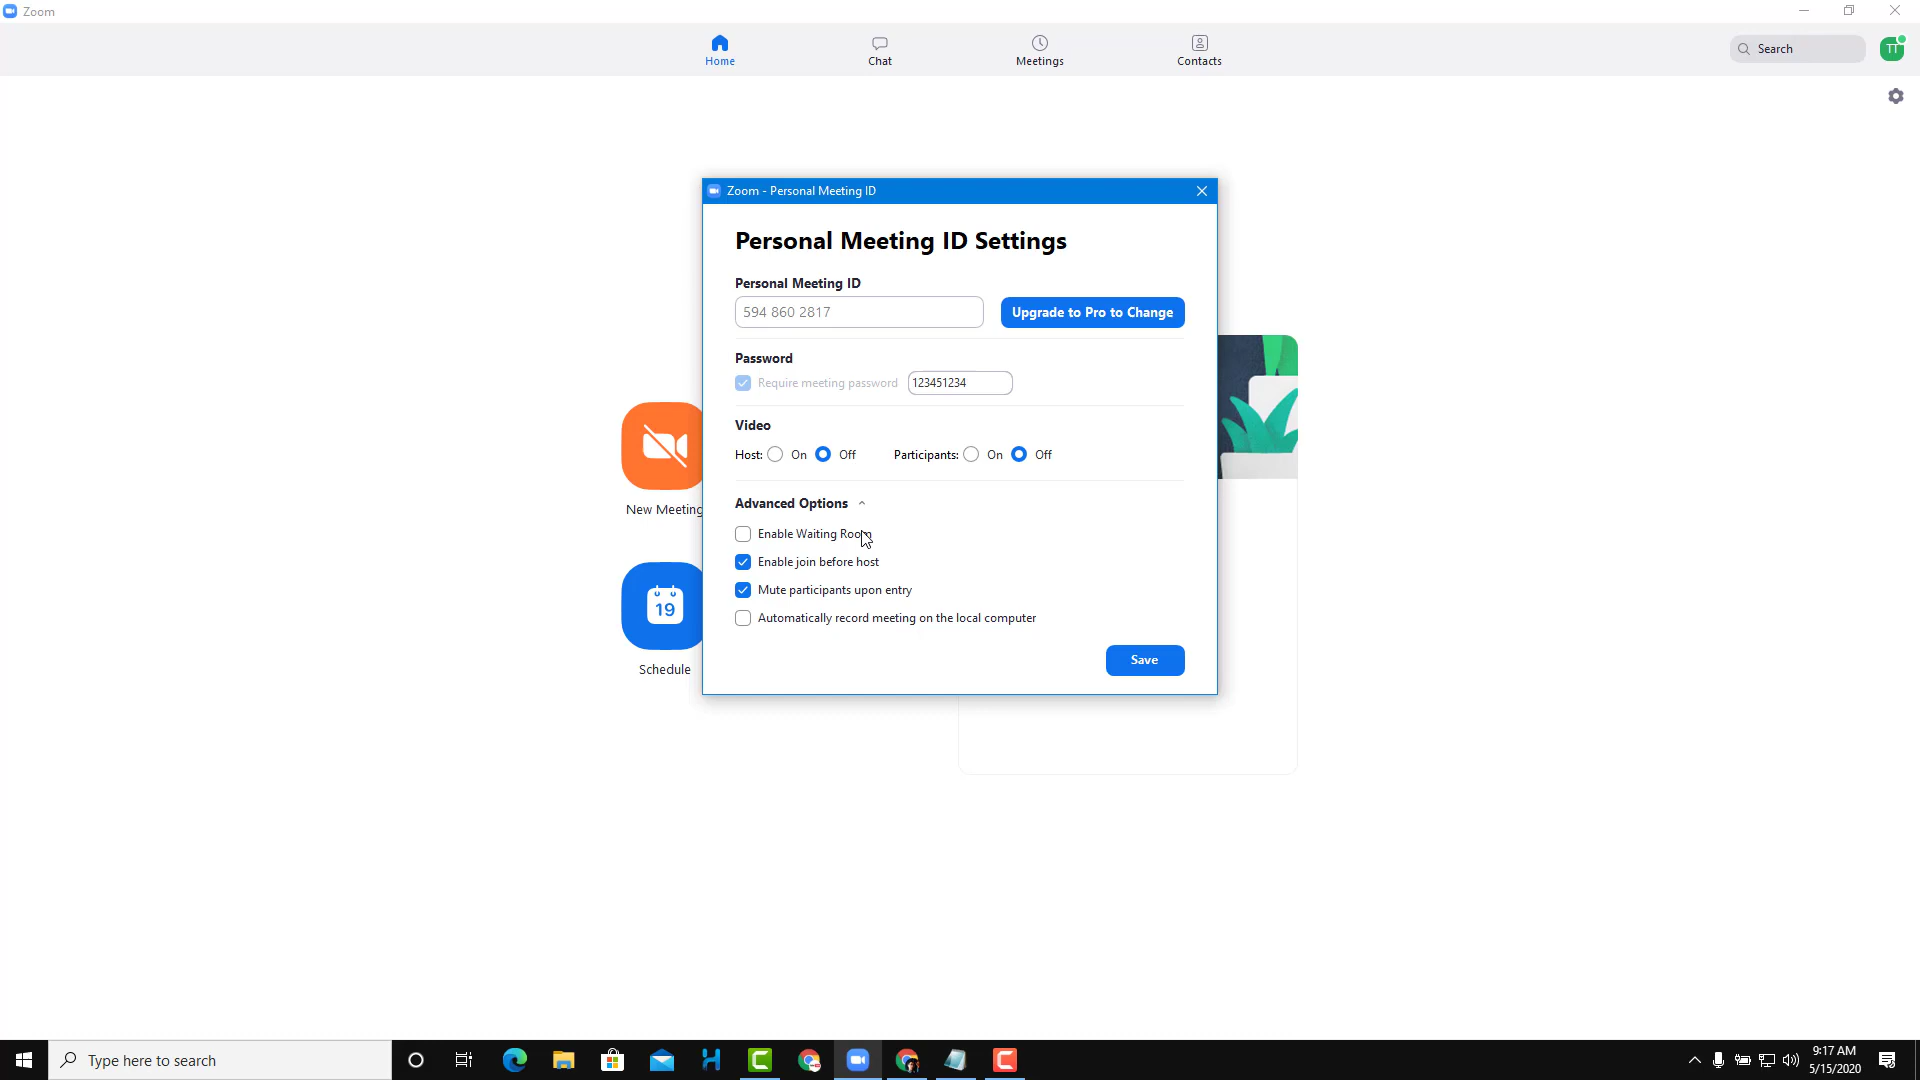 Zoom
Home
Chat
Meetings
Contacts
Search
TT
Zoom - Personal Meeting ID
Personal Meeting ID Settings
Personal Meeting ID
594 860 2817
Upgrade to Pro to Change
Password
Require meeting password
123451234
Video
Host:
On
Off
Participants:
On
Off
Advanced Options
Enable Waiting Room
Enable join before host
Mute participants upon entry
Automatically record meeting on the local computer
Save
New Meeting
19
Schedule
Type here to search
9:17 AM
5/15/2020